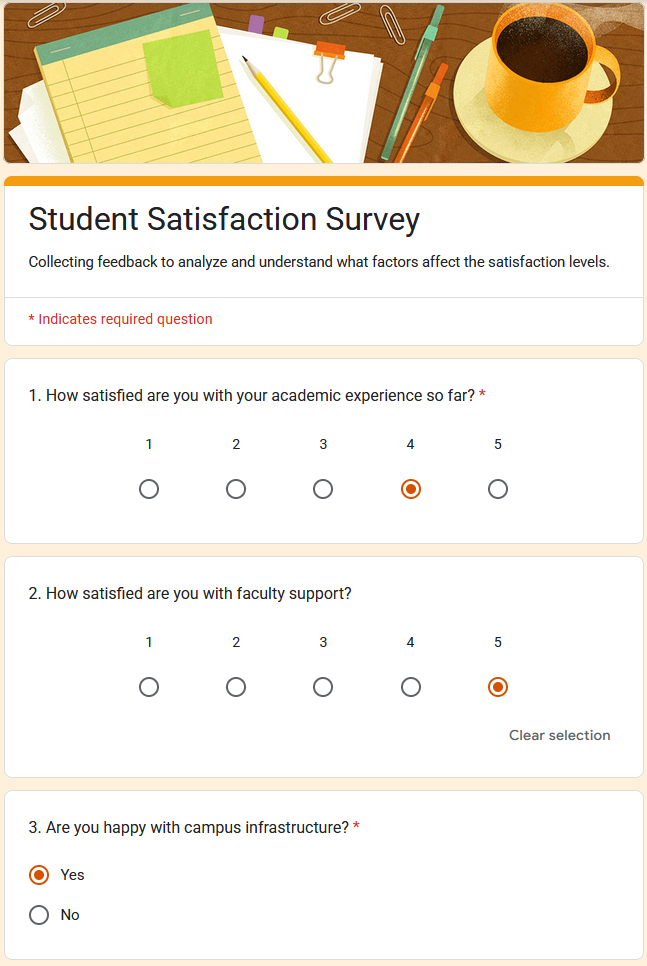 Student Satisfaction Survey
Collecting feedback to analyze and understand what factors affect the satisfaction levels.
* Indicates required question
1. How satisfied are you with your academic experience so far? *
1 2 3 4 5
2. How satisfied are you with faculty support?
1 2 3 4 5
Clear selection
3. Are you happy with campus infrastructure? *
Yes
No